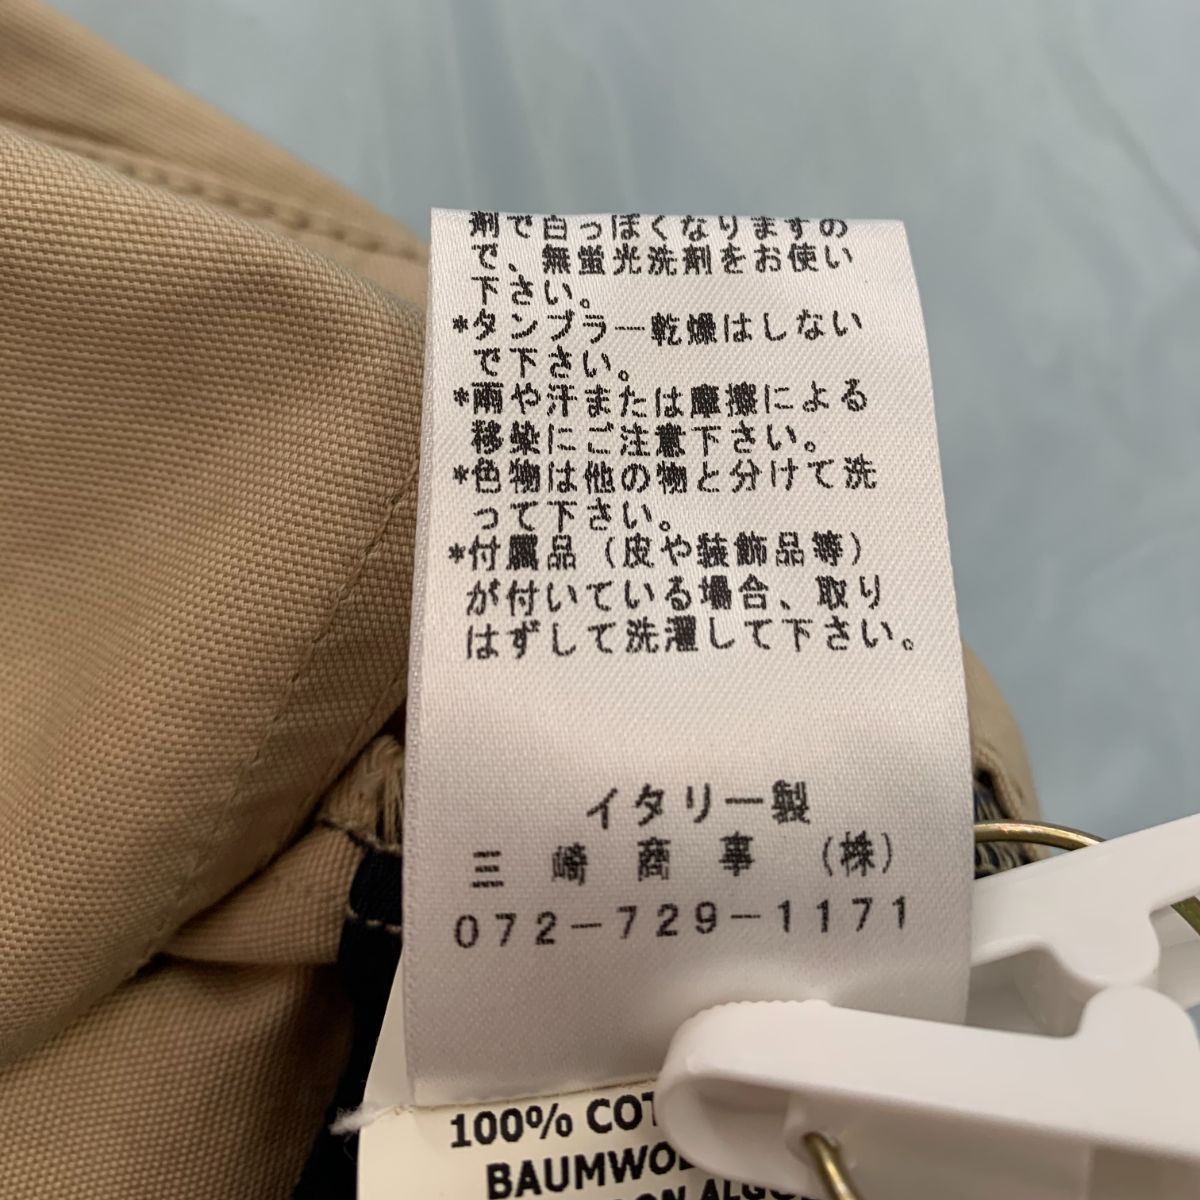 剤で白っぽくなりますの
で、無蛍光洗剤をお使い
下さい。
*タンブラー乾燥はしない
で下さい。
*雨や汗または摩擦による
移染にご注意下さい。
*色物は他の物と分けて洗
って下さい。
*付属品(皮や装飾品等)
が付いている場合、取り
はずして洗濯して下さい。
イタリー製
三崎商事(株)
072-729-1171
100% COT
BAUMWOL